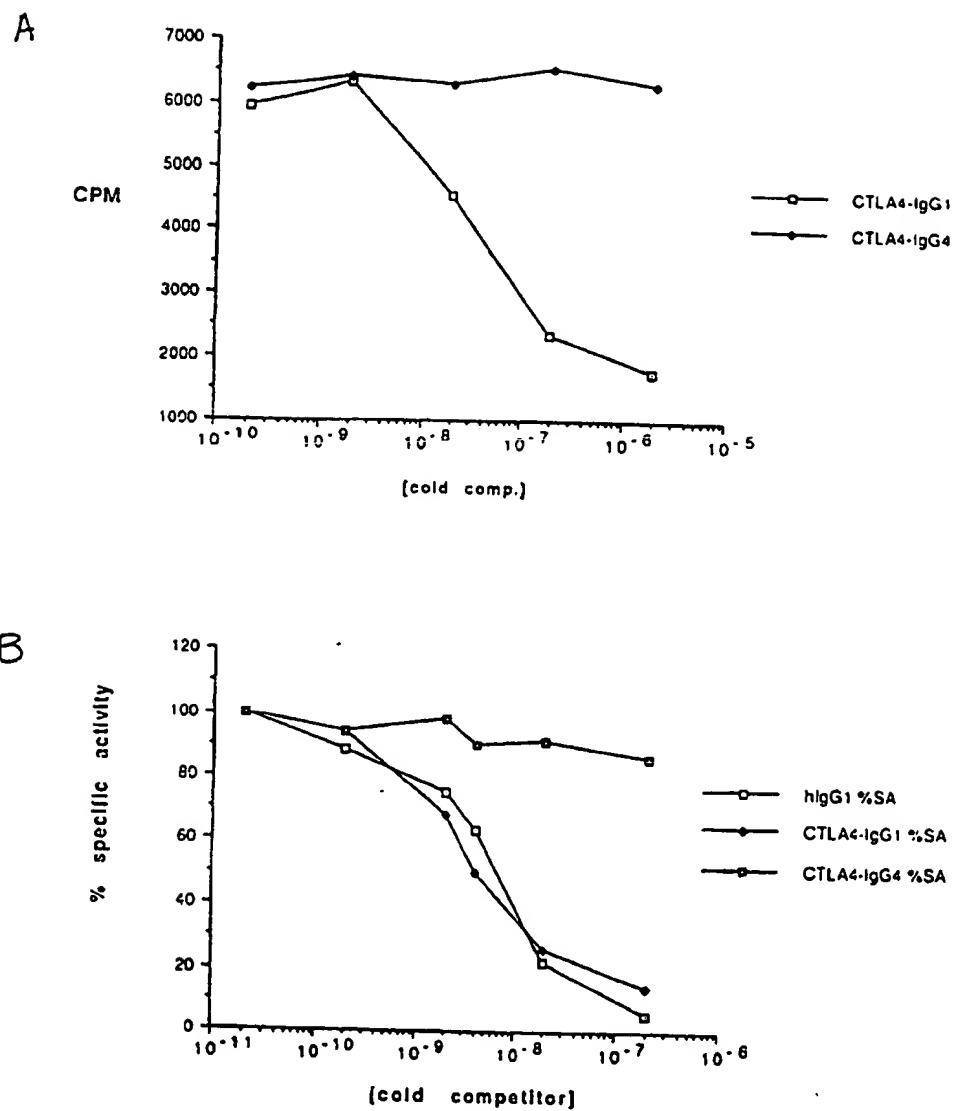 A
7000
6000
5000
4000
3000
2000
1000
CPM
10-10 10-9 10-8 10-7 10-6 10-5
[cold comp.]
CTLA4-IgG1
CTLA4-IgG4
B
120
100
80
60
40
20
0
% specific activity
10-11 10-10 10-9 10-8 10-7 10-6
[cold competitor]
hIgG1 %SA
CTLA4-IgG1 %SA
CTLA4-IgG4 %SA